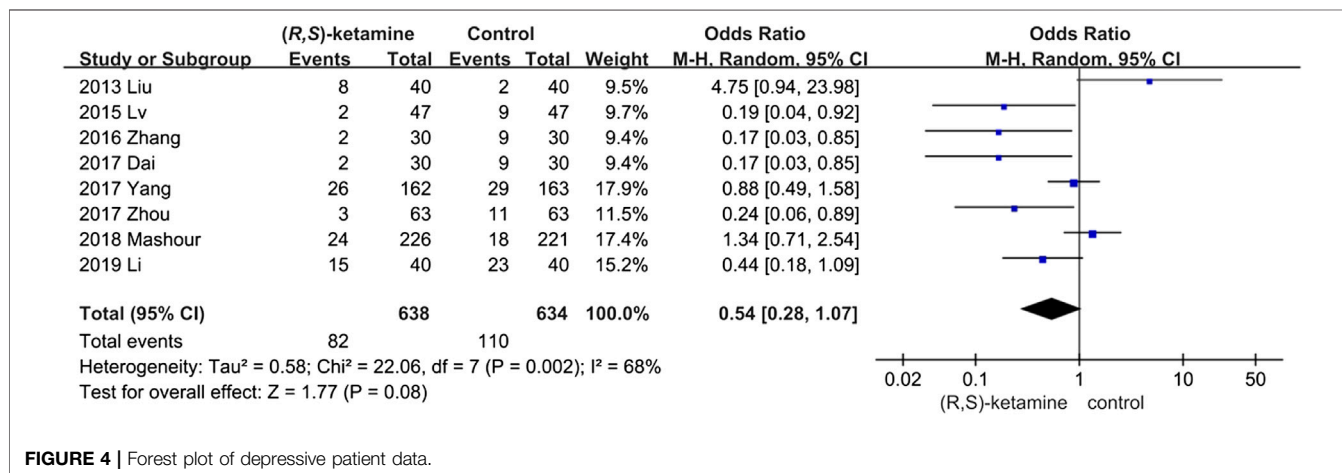 (R,S)-ketamine Control Odds Ratio Odds Ratio
Study or Subgroup Events Total Events Total Weight M-H, Random, 95% CI M-H, Random, 95% CI
2013 Liu 8 40 2 40 9.5% 4.75 [0.94, 23.98]
2015 Lv 2 47 9 47 9.7% 0.19 [0.04, 0.92]
2016 Zhang 2 30 9 30 9.4% 0.17 [0.03, 0.85]
2017 Dai 2 30 9 30 9.4% 0.17 [0.03, 0.85]
2017 Yang 26 162 29 163 17.9% 0.88 [0.49, 1.58]
2017 Zhou 3 63 11 63 11.5% 0.24 [0.06, 0.89]
2018 Mashour 24 226 18 221 17.4% 1.34 [0.71, 2.54]
2019 Li 15 40 23 40 15.2% 0.44 [0.18, 1.09]
Total (95% CI) 638 634 100.0% 0.54 [0.28, 1.07]
Total events 82 110
Heterogeneity: Tau² = 0.58; Chi² = 22.06, df = 7 (P = 0.002); I² = 68%
Test for overall effect: Z = 1.77 (P = 0.08)
0.02 0.1 1 10 50
(R,S)-ketamine control
FIGURE 4 | Forest plot of depressive patient data.